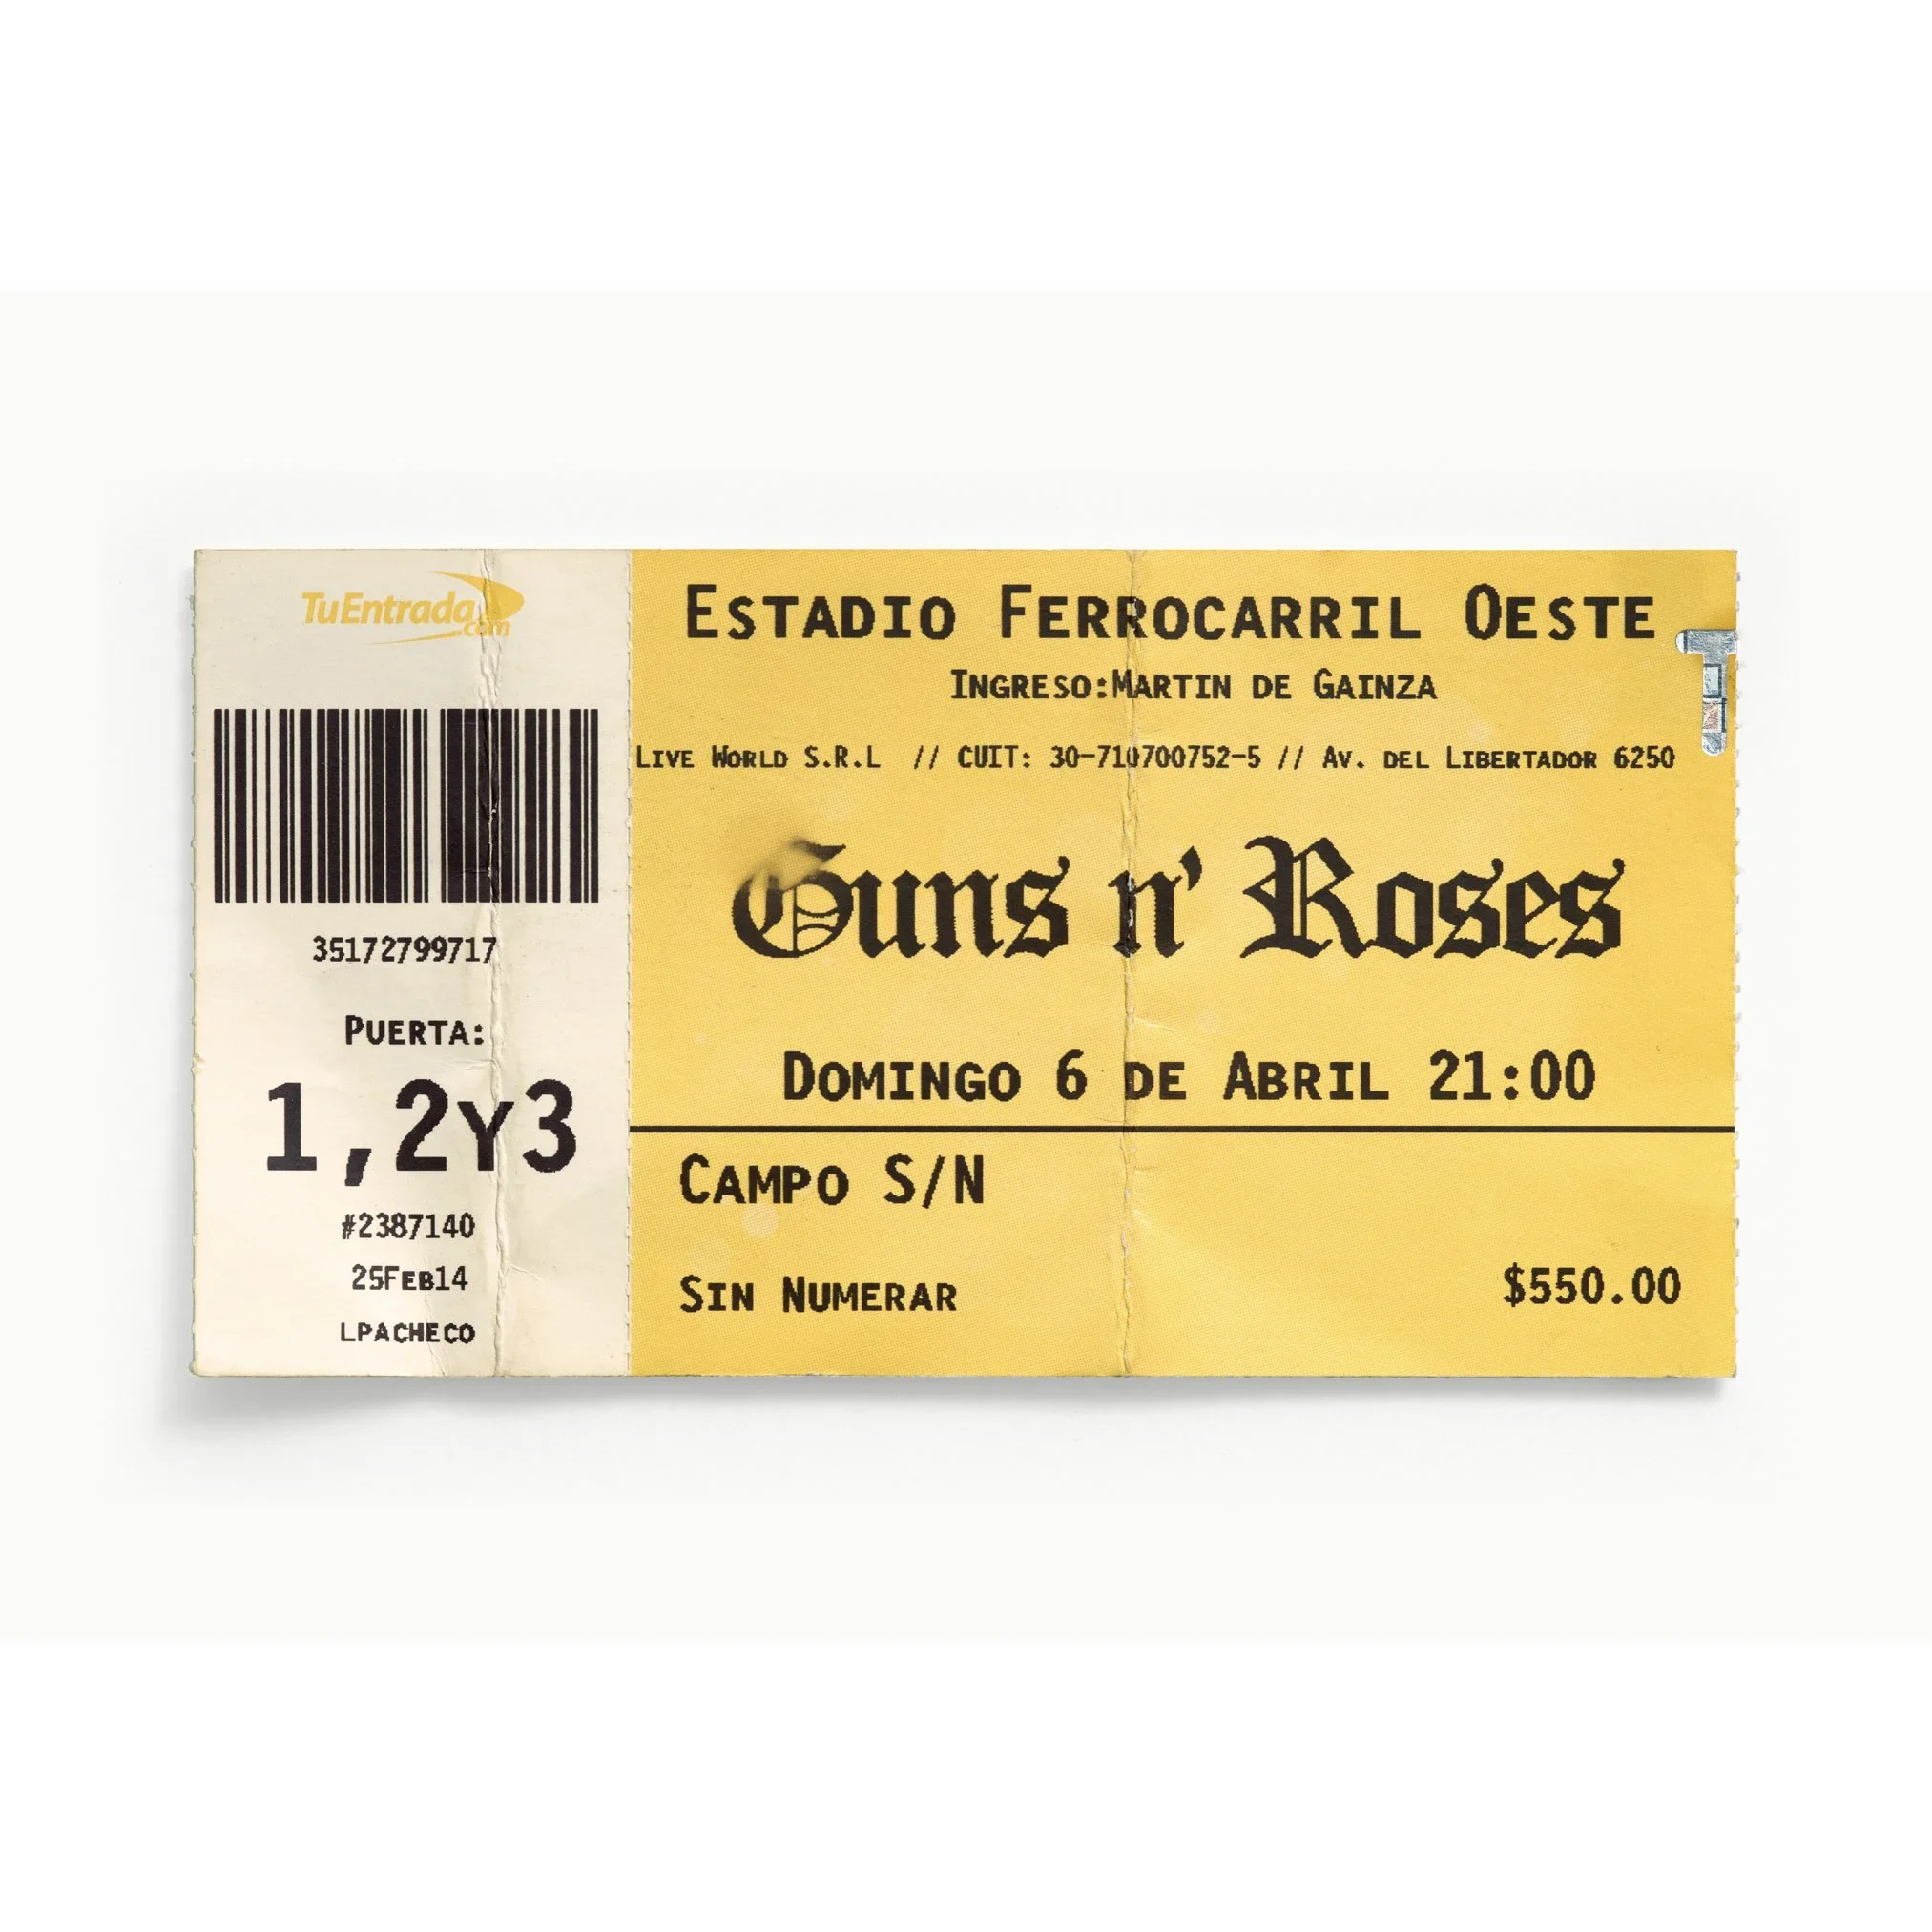 TuEntrada.com
35172799717
Puerta:
1,2y3
#2387140
25Feb14
LPACHECO
Estadio Ferrocarril Oeste
Ingreso:Martin de Gainza
Live World S.R.L // CUIT: 30-710700752-5 // Av. del Libertador 6250
Guns n' Roses
Domingo 6 de Abril 21:00
Campo S/N
Sin Numerar
$550.00